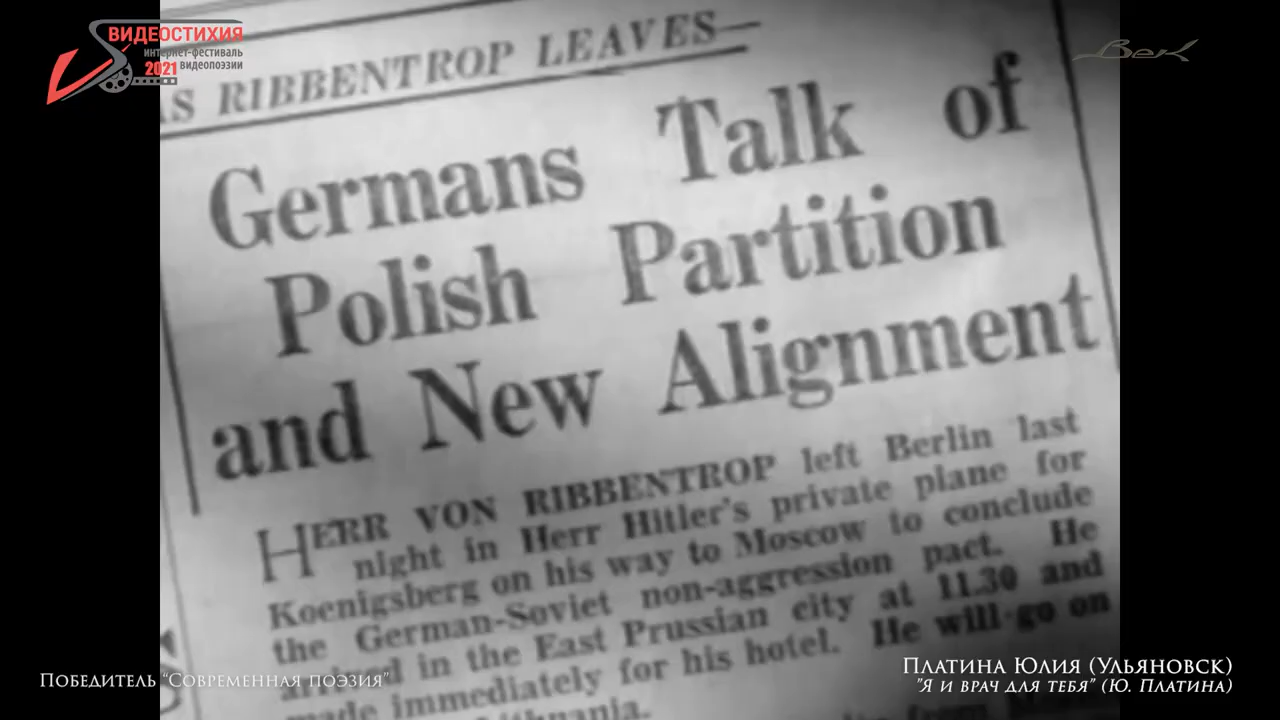 ВИДЕОСТИХИЯ
интернет-фестиваль
2021 видеопоэзии
Век
AS RIBBENTROP LEAVES—
Germans Talk of
Polish Partition
and New Alignment
HERR VON RIBBENTROP left Berlin last
night in Herr Hitler's private plane for
Koenigsberg on his way to Moscow to conclude
the German-Soviet non-aggression pact. He
arrived in the East Prussian city at 11.30 and
made immediately for his hotel. He will go on
Победитель "Современная поэзия"
Платина Юлия (Ульяновск)
"Я и врач для тебя" (Ю. Платина)